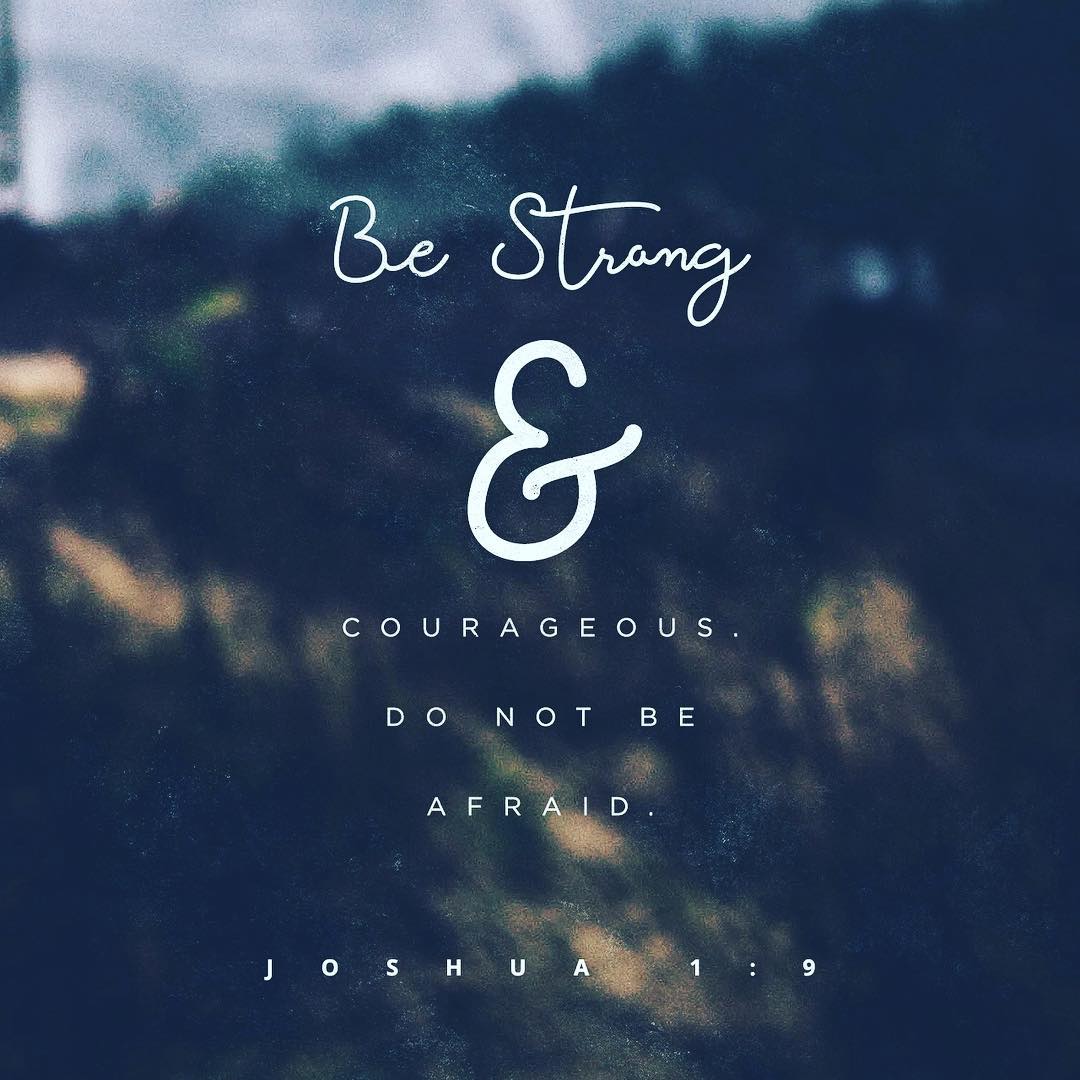 Be Strong
&
COURAGEOUS.
DO NOT BE
AFRAID.
JOSHUA 1:9